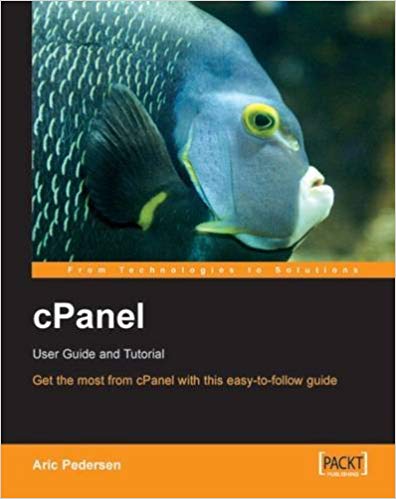 From Technologies to Solutions
cPanel
User Guide and Tutorial
Get the most from cPanel with this easy-to-follow guide
Aric Pedersen
[PACKT]
PUBLISHING